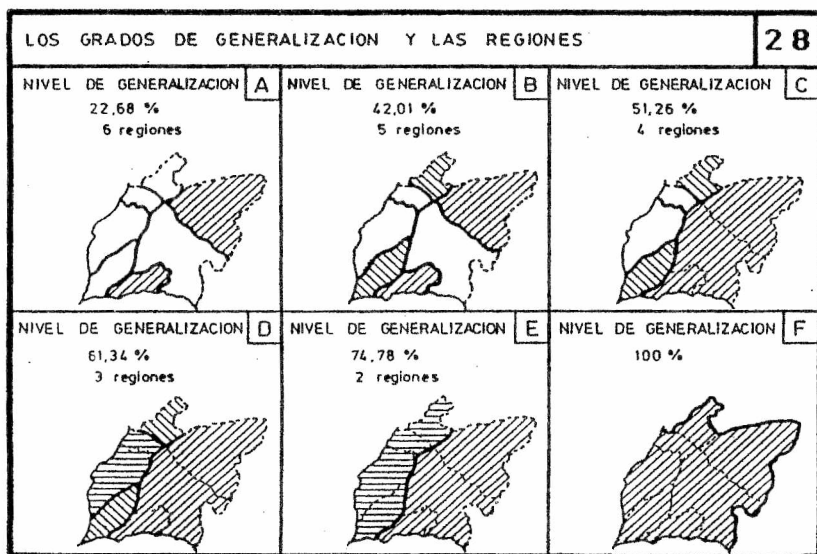 LOS GRADOS DE GENERALIZACION Y LAS REGIONES 28
NIVEL DE GENERALIZACION A
22,68 %
6 regiones
NIVEL DE GENERALIZACION B
42,01 %
5 regiones
NIVEL DE GENERALIZACION C
51,26 %
4 regiones
NIVEL DE GENERALIZACION D
61,34 %
3 regiones
NIVEL DE GENERALIZACION E
74,78 %
2 regiones
NIVEL DE GENERALIZACION F
100 %